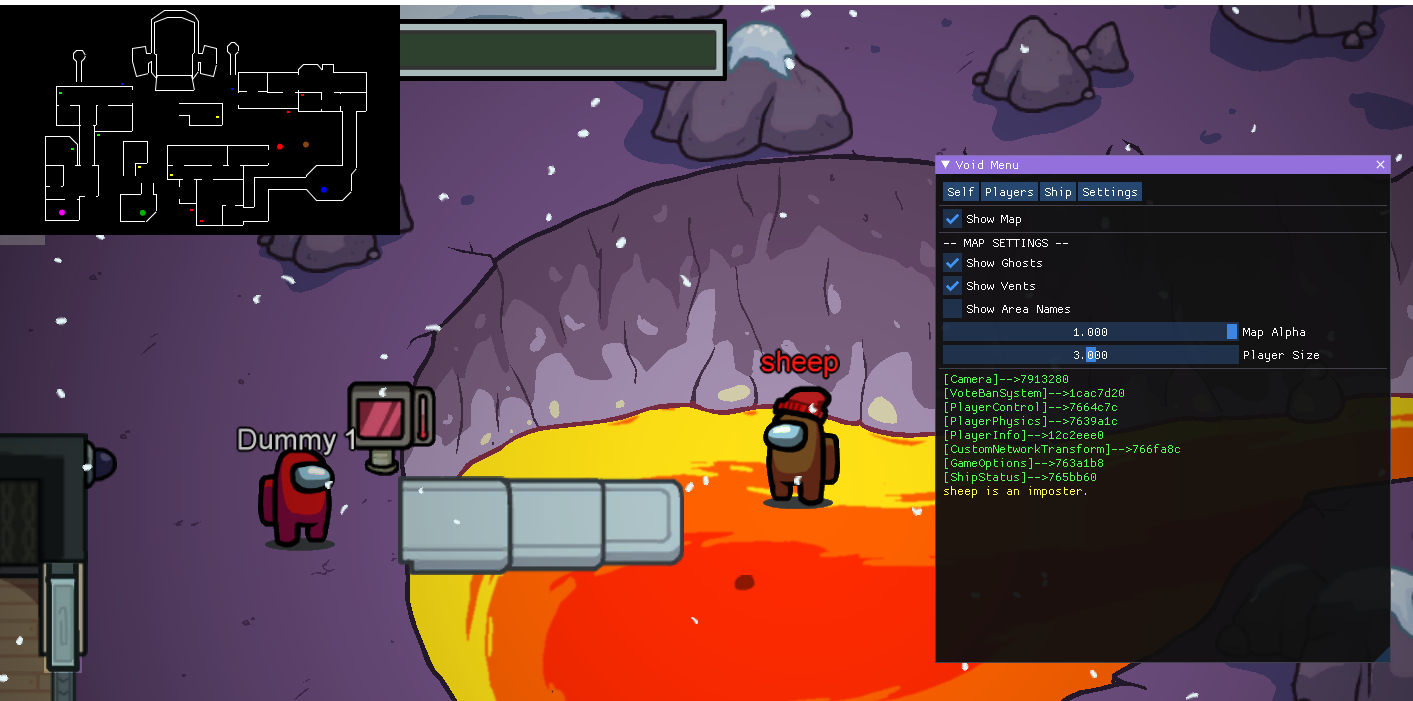 Void Menu
Self Players Ship Settings
Show Map
-- MAP SETTINGS --
Show Ghosts
Show Vents
Show Area Names
1.000 Map Alpha
3.000 Player Size
[Camera]-->7913280
[VoteBanSystem]-->1cac7d20
[PlayerControl]-->7664c7c
[PlayerPhysics]-->7639a1c
[PlayerInfo]-->12c2eee0
[CustomNetworkTransform]-->766fa8c
[GameOptions]-->763a1b8
[ShipStatus]-->765bb60
sheep is an imposter.
sheep
Dummy 1